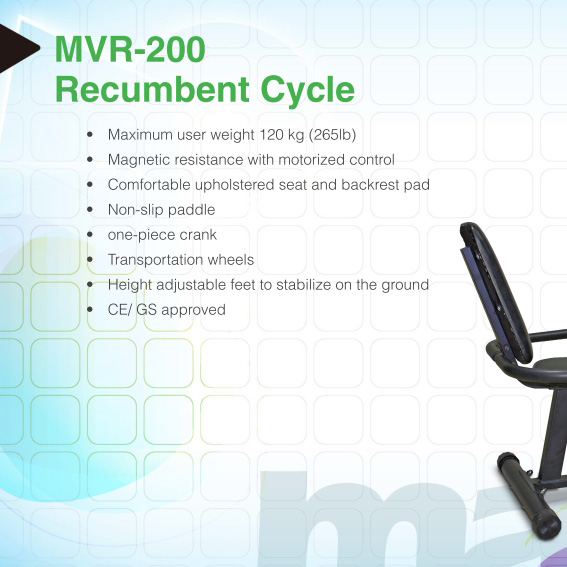 MVR-200
Recumbent Cycle
• Maximum user weight 120 kg (265lb)
• Magnetic resistance with motorized control
• Comfortable upholstered seat and backrest pad
• Non-slip paddle
• one-piece crank
• Transportation wheels
• Height adjustable feet to stabilize on the ground
• CE/ GS approved
ma